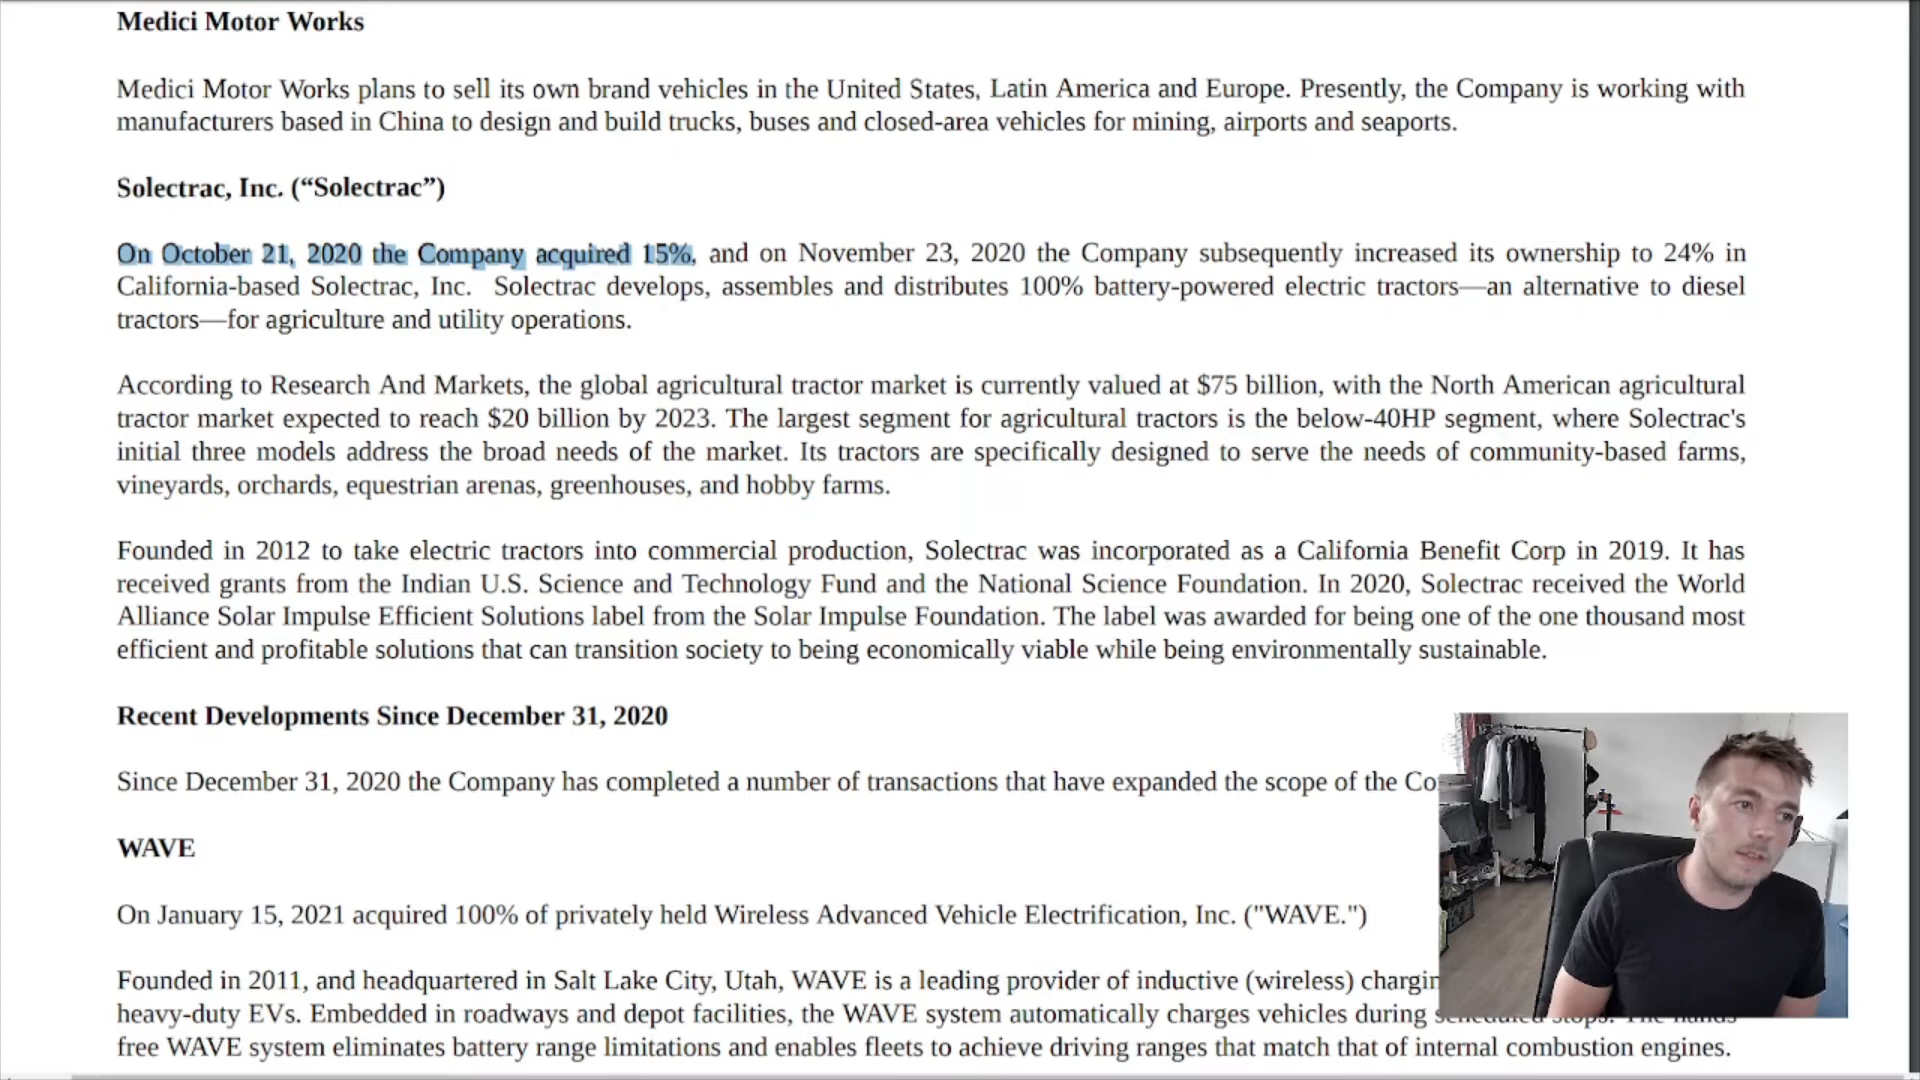 Medici Motor Works
Medici Motor Works plans to sell its own brand vehicles in the United States, Latin America and Europe. Presently, the Company is working with
manufacturers based in China to design and build trucks, buses and closed-area vehicles for mining, airports and seaports.
Solectrac, Inc. (“Solectrac”)
On October 21, 2020 the Company acquired 15%, and on November 23, 2020 the Company subsequently increased its ownership to 24% in
California-based Solectrac, Inc.  Solectrac develops, assembles and distributes 100% battery-powered electric tractors—an alternative to diesel
tractors—for agriculture and utility operations.
According to Research And Markets, the global agricultural tractor market is currently valued at $75 billion, with the North American agricultural
tractor market expected to reach $20 billion by 2023. The largest segment for agricultural tractors is the below-40HP segment, where Solectrac's
initial three models address the broad needs of the market. Its tractors are specifically designed to serve the needs of community-based farms,
vineyards, orchards, equestrian arenas, greenhouses, and hobby farms.
Founded in 2012 to take electric tractors into commercial production, Solectrac was incorporated as a California Benefit Corp in 2019. It has
received grants from the Indian U.S. Science and Technology Fund and the National Science Foundation. In 2020, Solectrac received the World
Alliance Solar Impulse Efficient Solutions label from the Solar Impulse Foundation. The label was awarded for being one of the one thousand most
efficient and profitable solutions that can transition society to being economically viable while being environmentally sustainable.
Recent Developments Since December 31, 2020
Since December 31, 2020 the Company has completed a number of transactions that have expanded the scope of the Co
WAVE
On January 15, 2021 acquired 100% of privately held Wireless Advanced Vehicle Electrification, Inc. ("WAVE.")
Founded in 2011, and headquartered in Salt Lake City, Utah, WAVE is a leading provider of inductive (wireless) chargin
heavy-duty EVs. Embedded in roadways and depot facilities, the WAVE system automatically charges vehicles during
free WAVE system eliminates battery range limitations and enables fleets to achieve driving ranges that match that of internal combustion engines.